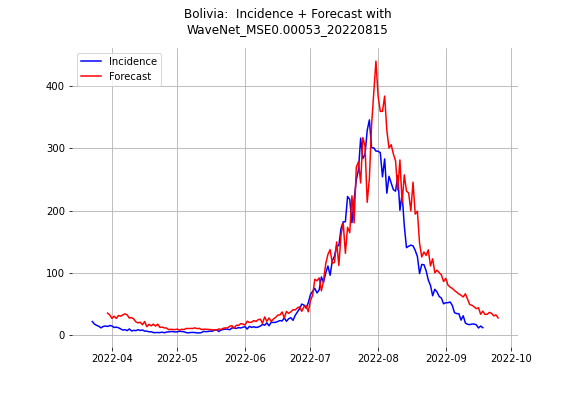 Bolivia:  Incidence + Forecast with
WaveNet_MSE0.00053_20220815
Incidence
Forecast
400
300
200
100
0
2022-04 2022-05 2022-06 2022-07 2022-08 2022-09 2022-10